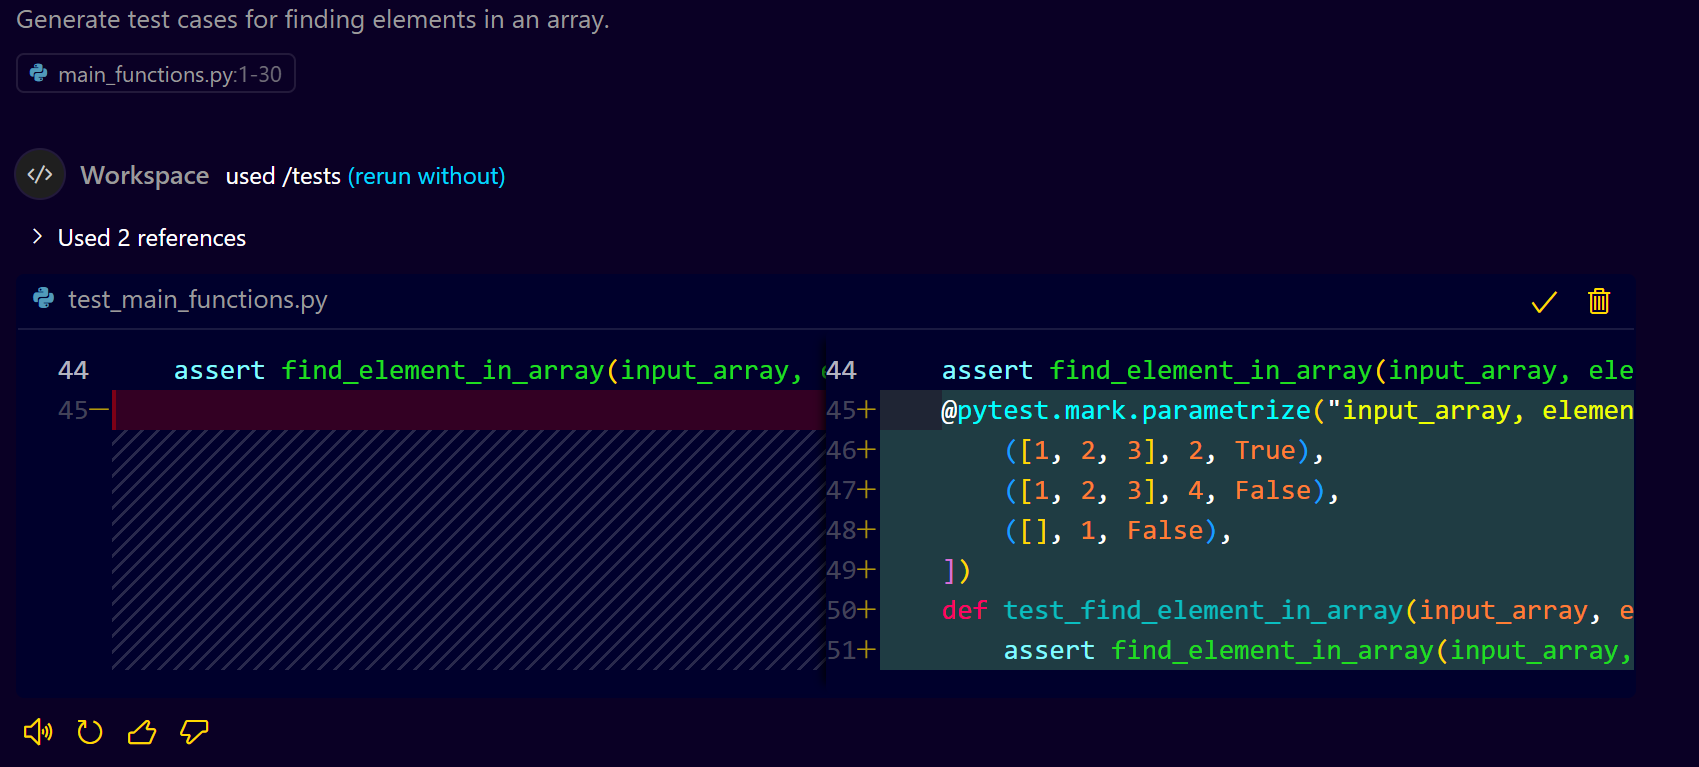 Generate test cases for finding elements in an array.
main_functions.py:1-30
Workspace used /tests (rerun without)
Used 2 references
test_main_functions.py
44 assert find_element_in_array(input_array,
45—
44 assert find_element_in_array(input_array, ele
45+ @pytest.mark.parametrize("input_array, elemen
46+ ([1, 2, 3], 2, True),
47+ ([1, 2, 3], 4, False),
48+ ([], 1, False),
49+ ])
50+ def test_find_element_in_array(input_array, e
51+ assert find_element_in_array(input_array,